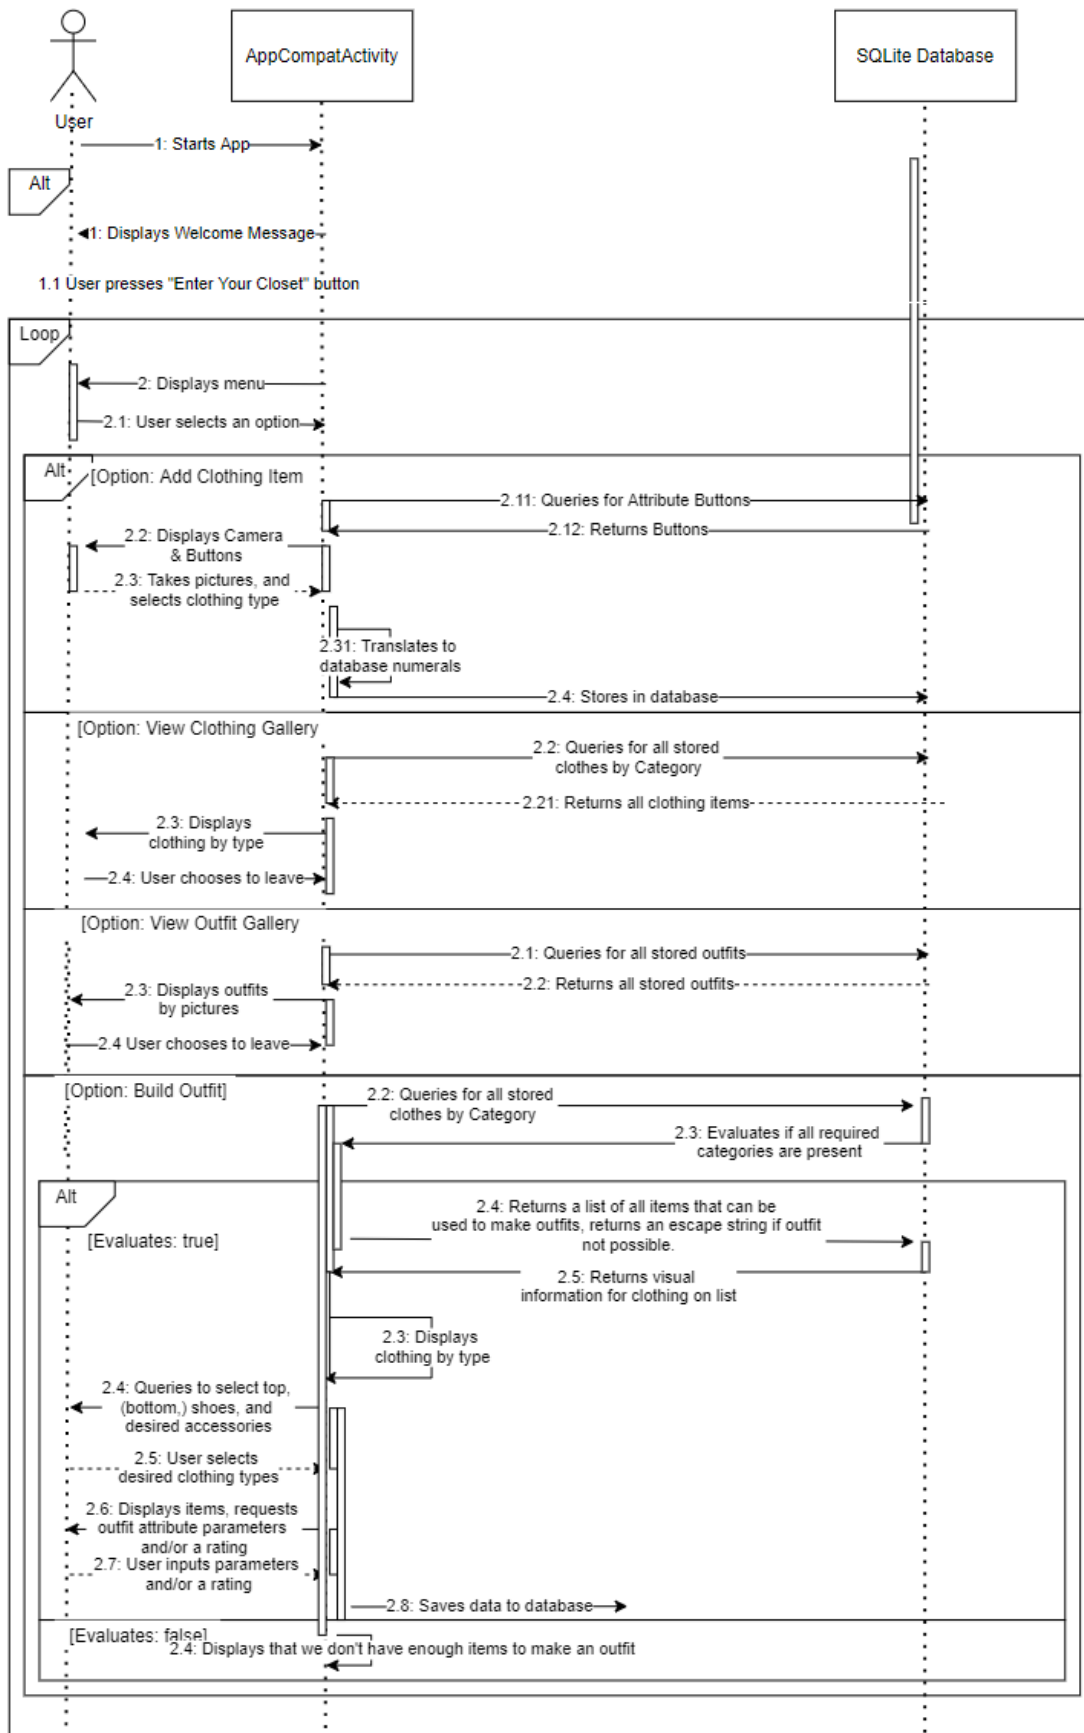 AppCompatActivity
SQLite Database
User
1: Starts App
Alt
1: Displays Welcome Message
1.1 User presses "Enter Your Closet" button
Loop
2: Displays menu
2.1: User selects an option
Alt
[Option: Add Clothing Item
2.11: Queries for Attribute Buttons
2.12: Returns Buttons
2.2: Displays Camera
& Buttons
2.3: Takes pictures, and
selects clothing type
2.31: Translates to
database numerals
2.4: Stores in database
[Option: View Clothing Gallery
2.2: Queries for all stored
clothes by Category
2.21: Returns all clothing items
2.3: Displays
clothing by type
2.4: User chooses to leave
[Option: View Outfit Gallery
2.1: Queries for all stored outfits
2.2: Returns all stored outfits
2.3: Displays outfits
by pictures
2.4 User chooses to leave
[Option: Build Outfit]
2.2: Queries for all stored
clothes by Category
2.3: Evaluates if all required
categories are present
Alt
2.4: Returns a list of all items that can be
used to make outfits, returns an escape string if outfit
not possible.
[Evaluates: true]
2.5: Returns visual
information for clothing on list
2.3: Displays
clothing by type
2.4: Queries to select top,
(bottom,) shoes, and
desired accessories
2.5: User selects
desired clothing types
2.6: Displays items, requests
outfit attribute parameters
and/or a rating
2.7: User inputs parameters
and/or a rating
2.8: Saves data to database
[Evaluates: false]
2.4: Displays that we don't have enough items to make an outfit